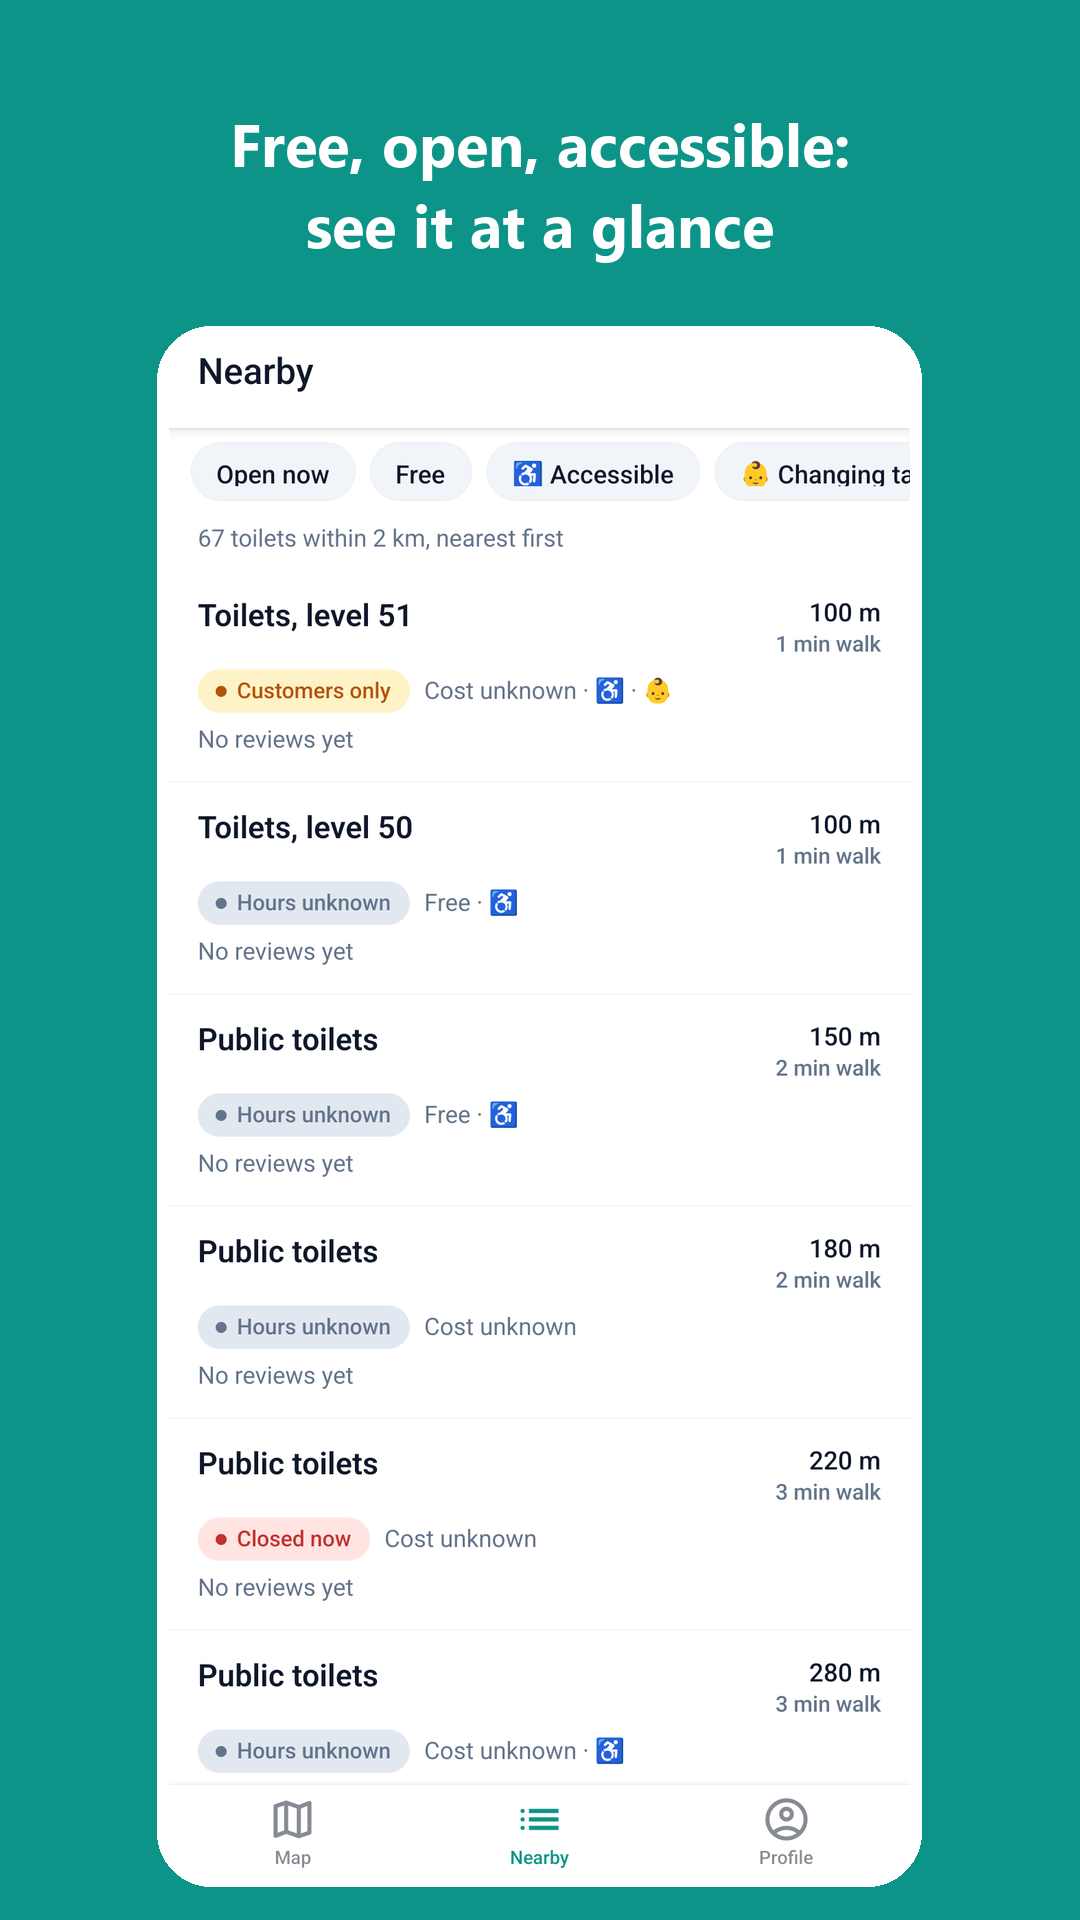 Free, open, accessible:
see it at a glance
Nearby
Open now
Free
♿ Accessible
👶 Changing ta
67 toilets within 2 km, nearest first
Toilets, level 51
100 m
1 min walk
Customers only
Cost unknown · ♿ · 👶
No reviews yet
Toilets, level 50
100 m
1 min walk
Hours unknown
Free · ♿
No reviews yet
Public toilets
150 m
2 min walk
Hours unknown
Free · ♿
No reviews yet
Public toilets
180 m
2 min walk
Hours unknown
Cost unknown
No reviews yet
Public toilets
220 m
3 min walk
Closed now
Cost unknown
No reviews yet
Public toilets
280 m
3 min walk
Hours unknown
Cost unknown · ♿
Map
Nearby
Profile